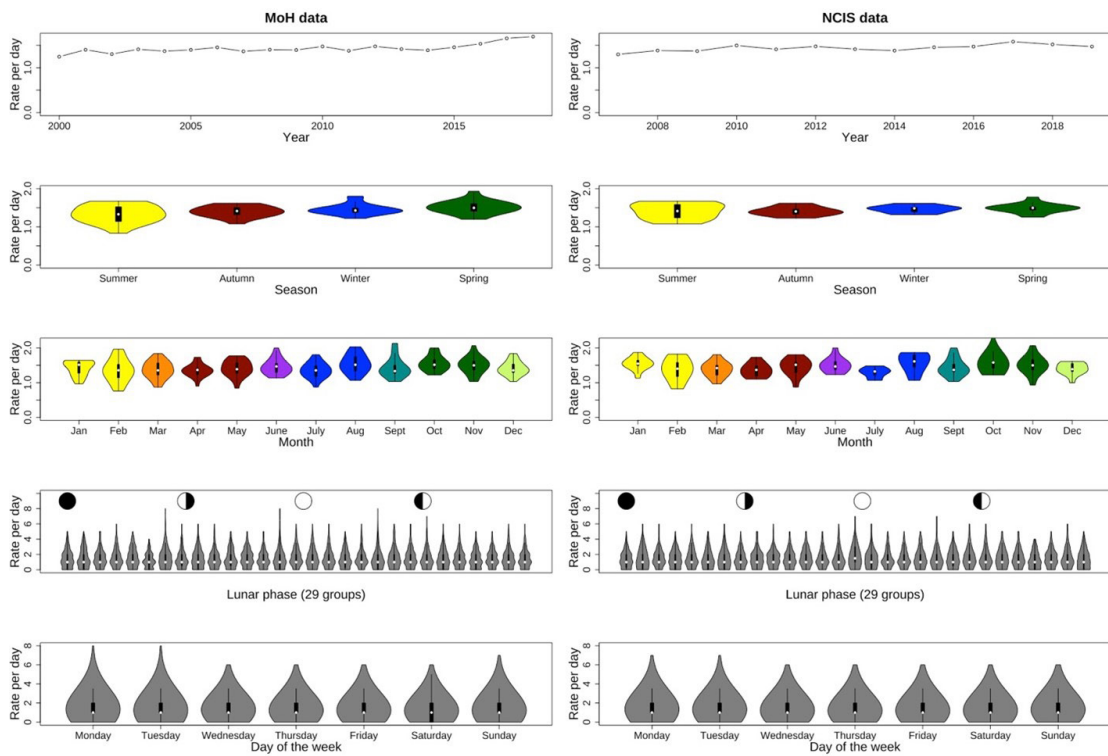 MoH data
Rate per day
0.0 1.0
2000 2005 2010 2015
Year
Rate per day
0.0 1.0 2.0
Summer Autumn Winter Spring
Season
Rate per day
0.0 1.0 2.0
Jan Feb Mar Apr May June July Aug Sept Oct Nov Dec
Month
Rate per day
0 2 4 6 8
Lunar phase (29 groups)
Rate per day
0 2 4 6 8
Monday Tuesday Wednesday Thursday Friday Saturday Sunday
Day of the week
NCIS data
Rate per day
0.0 1.0
2008 2010 2012 2014 2016 2018
Year
Rate per day
0.0 1.0 2.0
Summer Autumn Winter Spring
Season
Rate per day
0.0 1.0 2.0
Jan Feb Mar Apr May June July Aug Sept Oct Nov Dec
Month
Rate per day
0 2 4 6 8
Lunar phase (29 groups)
Rate per day
0 2 4 6 8
Monday Tuesday Wednesday Thursday Friday Saturday Sunday
Day of the week